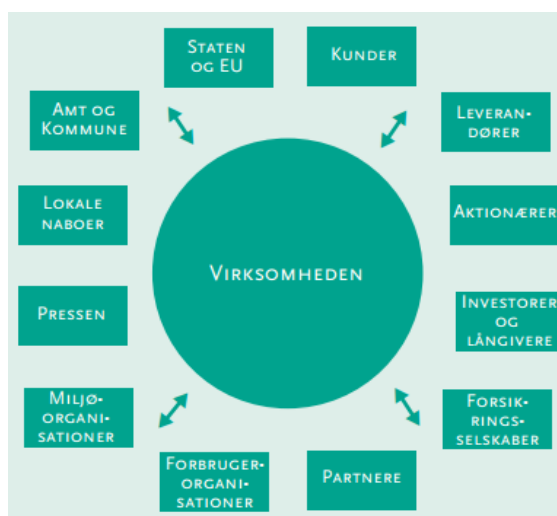 STATEN
OG EU
KUNDER
AMT OG
KOMMUNE
LEVERAN-
DØRER
LOKALE
NABOER
AKTIONÆRER
VIRKSOMHEDEN
PRESSEN
INVESTORER
OG
LÅNGIVERE
MILJØ-
ORGANI-
SATIONER
FORSIK-
RINGS-
SELSKABER
FORBRUGER-
ORGANI-
SATIONER
PARTNERE